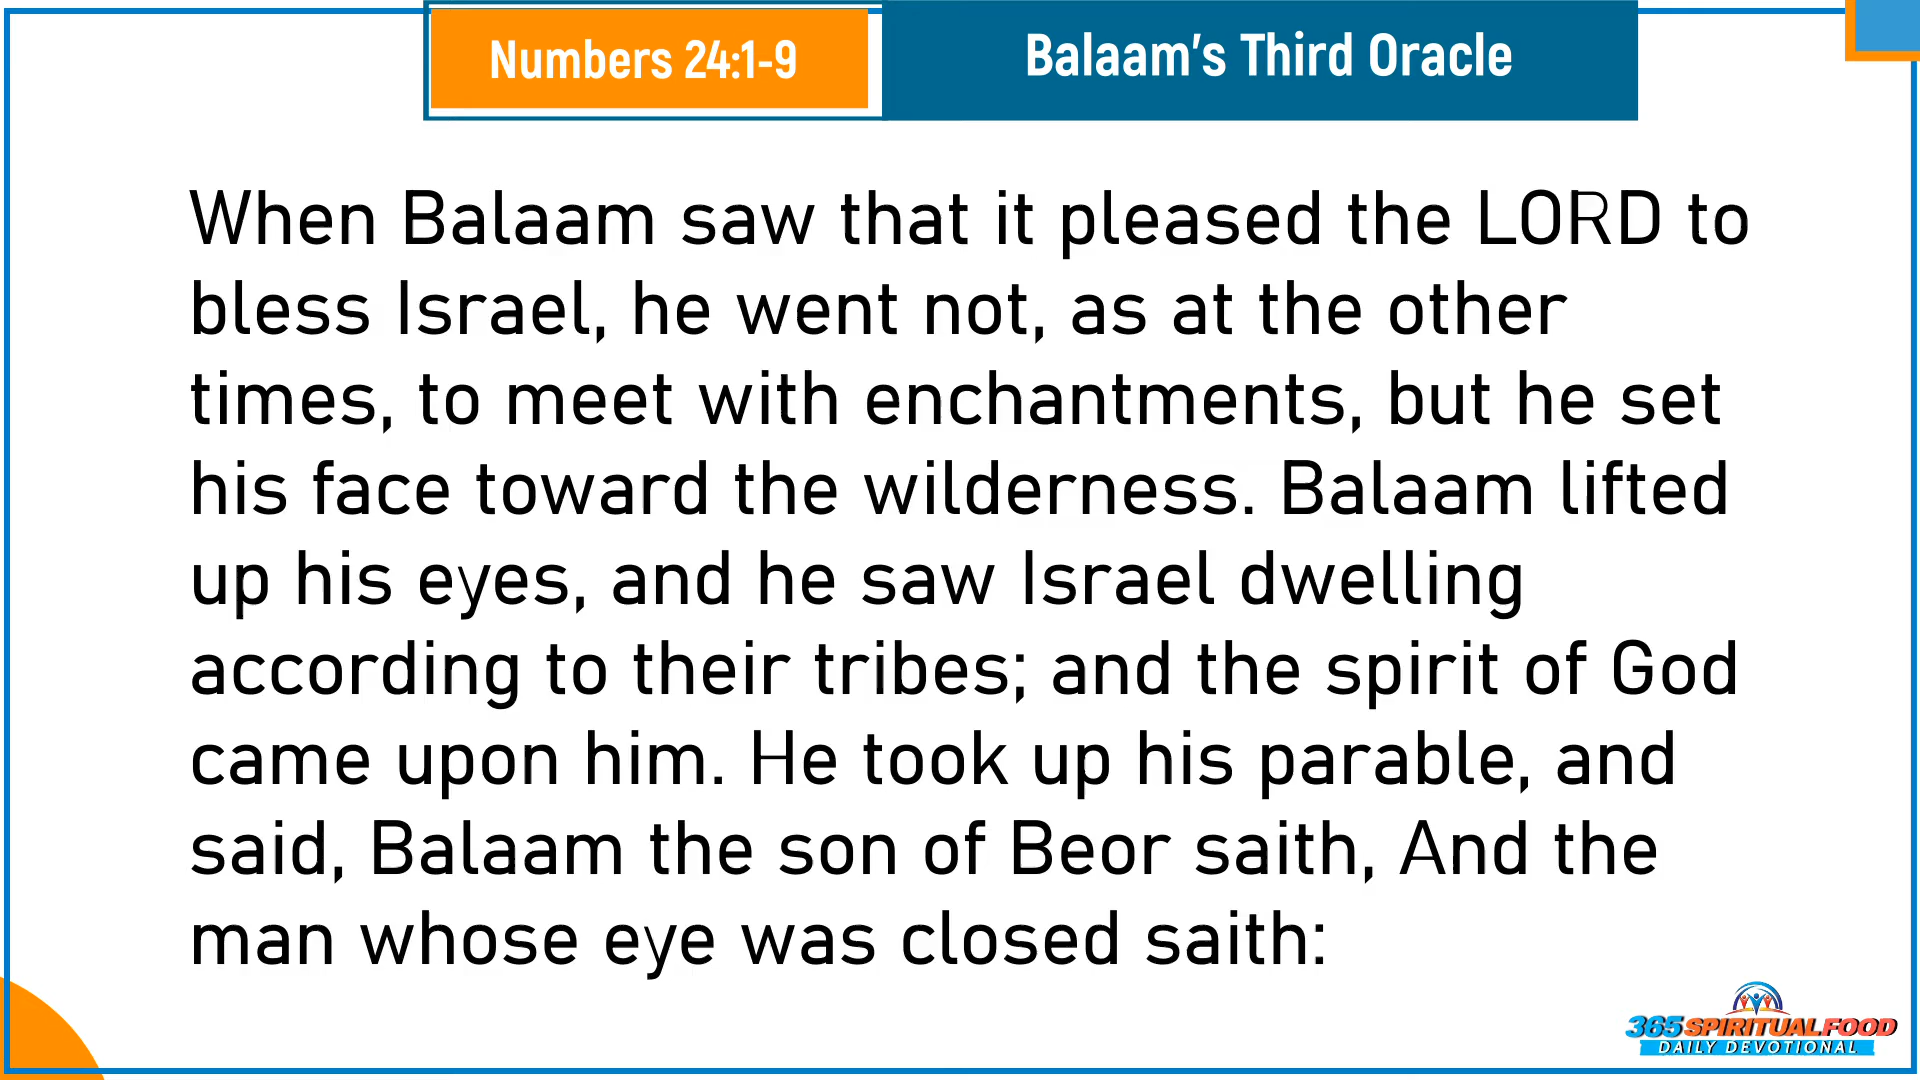 Numbers 24:1-9
Balaam's Third Oracle
When Balaam saw that it pleased the LORD to
bless Israel, he went not, as at the other
times, to meet with enchantments, but he set
his face toward the wilderness. Balaam lifted
up his eyes, and he saw Israel dwelling
according to their tribes; and the spirit of God
came upon him. He took up his parable, and
said, Balaam the son of Beor saith, And the
man whose eye was closed saith:
365 SPIRITUAL FOOD
DAILY DEVOTIONAL